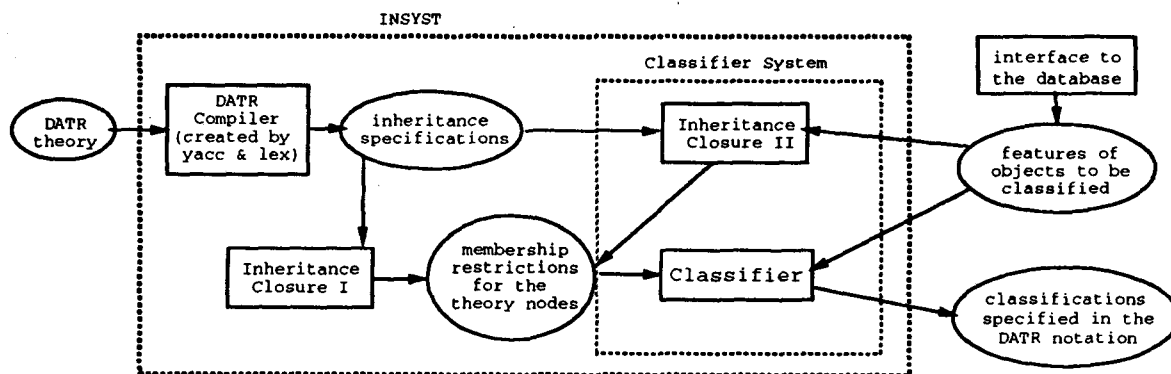 INSYST
Classifier System
interface to
the database
DATR
theory
DATR
Compiler
(created by
yacc & lex)
inheritance
specifications
Inheritance
Closure II
features of
objects to be
classified
Inheritance
Closure I
membership
restrictions
for the
theory nodes
Classifier
classifications
specified in the
DATR notation